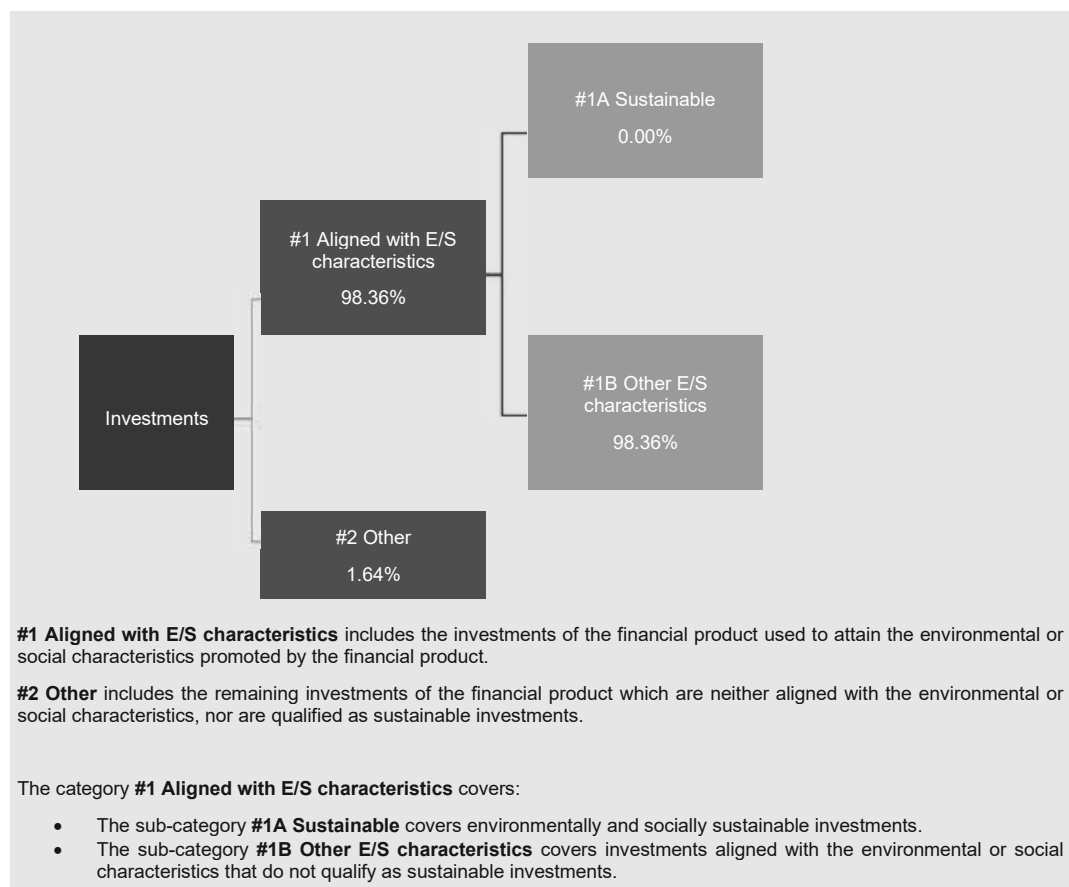 #1A Sustainable
0.00%
#1 Aligned with E/S
characteristics
98.36%
Investments
#1B Other E/S
characteristics
98.36%
#2 Other
1.64%
#1 Aligned with E/S characteristics includes the investments of the financial product used to attain the environmental or
social characteristics promoted by the financial product.
#2 Other includes the remaining investments of the financial product which are neither aligned with the environmental or
social characteristics, nor are qualified as sustainable investments.
The category #1 Aligned with E/S characteristics covers:
• The sub-category #1A Sustainable covers environmentally and socially sustainable investments.
• The sub-category #1B Other E/S characteristics covers investments aligned with the environmental or social
characteristics that do not qualify as sustainable investments.